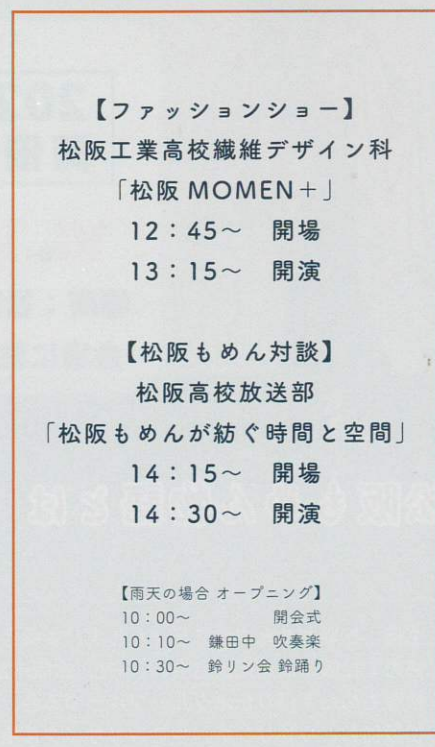 【ファッションショー】
松阪工業高校繊維デザイン科
「松阪 MOMEN＋」
12：45～　開場
13：15～　開演
【松阪もめん対談】
松阪高校放送部
「松阪もめんが紡ぐ時間と空間」
14：15～　開場
14：30～　開演
【雨天の場合 オープニング】
10：00～　開会式
10：10～　鎌田中　吹奏楽
10：30～　鈴リン会 鈴踊り